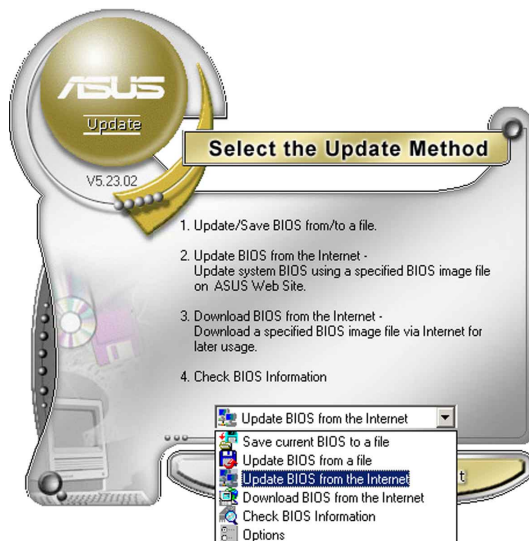 ASUS
Update
V5.23.02
Select the Update Method
1. Update/Save BIOS from/to a file.
2. Update BIOS from the Internet -
Update system BIOS using a specified BIOS image file
on ASUS Web Site.
3. Download BIOS from the Internet -
Download a specified BIOS image file via Internet for
later usage.
4. Check BIOS Information
Update BIOS from the Internet
Save current BIOS to a file
Update BIOS from a file
Update BIOS from the Internet
Download BIOS from the Internet
Check BIOS Information
Options